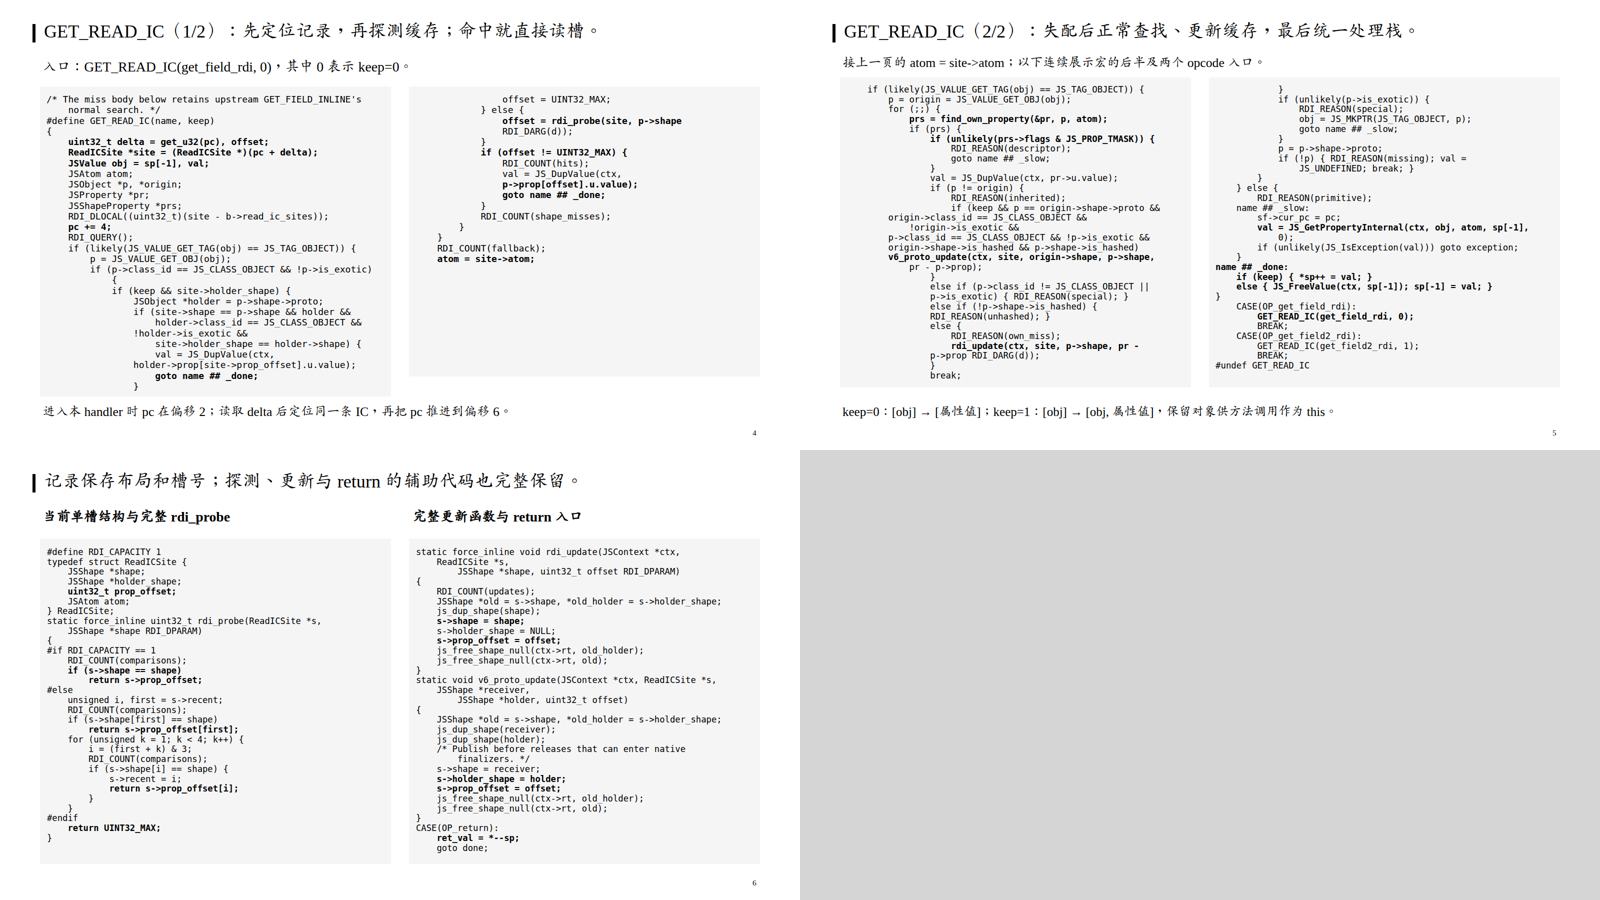 GET_READ_IC（1/2）：先定位记录，再探测缓存；命中就直接读槽。
入口：GET_READ_IC(get_field_rdi, 0)，其中 0 表示 keep=0。
/* The miss body below retains upstream GET_FIELD_INLINE's
normal search. */
#define GET_READ_IC(name, keep)
{
uint32_t delta = get_u32(pc), offset;
ReadICSite *site = (ReadICSite *)(pc + delta);
JSValue obj = sp[-1], val;
JSAtom atom;
JSObject *p, *origin;
JSProperty *pr;
JSShapeProperty *prs;
RDI_DLOCAL((uint32_t)(site - b->read_ic_sites));
pc += 4;
RDI_QUERY();
if (likely(JS_VALUE_GET_TAG(obj) == JS_TAG_OBJECT)) {
p = JS_VALUE_GET_OBJ(obj);
if (p->class_id == JS_CLASS_OBJECT && !p->is_exotic)
{
if (keep && site->holder_shape) {
JSObject *holder = p->shape->proto;
if (site->shape == p->shape && holder &&
holder->class_id == JS_CLASS_OBJECT &&
!holder->is_exotic &&
site->holder_shape == holder->shape) {
val = JS_DupValue(ctx,
holder->prop[site->prop_offset].u.value);
goto name ## _done;
}
offset = UINT32_MAX;
} else {
offset = rdi_probe(site, p->shape
RDI_DARG(d));
}
if (offset != UINT32_MAX) {
RDI_COUNT(hits);
val = JS_DupValue(ctx,
p->prop[offset].u.value);
goto name ## _done;
}
RDI_COUNT(shape_misses);
}
}
RDI_COUNT(fallback);
atom = site->atom;
进入本 handler 时 pc 在偏移 2；读取 delta 后定位同一条 IC，再把 pc 推进到偏移 6。
4
GET_READ_IC（2/2）：失配后正常查找、更新缓存，最后统一处理栈。
接上一页的 atom = site->atom；以下连续展示宏的后半及两个 opcode 入口。
if (likely(JS_VALUE_GET_TAG(obj) == JS_TAG_OBJECT)) {
p = origin = JS_VALUE_GET_OBJ(obj);
for (;;) {
prs = find_own_property(&pr, p, atom);
if (prs) {
if (unlikely(prs->flags & JS_PROP_TMASK)) {
RDI_REASON(descriptor);
goto name ## _slow;
}
val = JS_DupValue(ctx, pr->u.value);
if (p != origin) {
RDI_REASON(inherited);
if (keep && p == origin->shape->proto &&
origin->class_id == JS_CLASS_OBJECT &&
!origin->is_exotic &&
p->class_id == JS_CLASS_OBJECT && !p->is_exotic &&
origin->shape->is_hashed && p->shape->is_hashed)
v6_proto_update(ctx, site, origin->shape, p->shape,
pr - p->prop);
}
else if (p->class_id != JS_CLASS_OBJECT ||
p->is_exotic) { RDI_REASON(special); }
else if (!p->shape->is_hashed) {
RDI_REASON(unhashed); }
else {
RDI_REASON(own_miss);
rdi_update(ctx, site, p->shape, pr -
p->prop RDI_DARG(d));
}
break;
}
if (unlikely(p->is_exotic)) {
RDI_REASON(special);
obj = JS_MKPTR(JS_TAG_OBJECT, p);
goto name ## _slow;
}
p = p->shape->proto;
if (!p) { RDI_REASON(missing); val =
JS_UNDEFINED; break; }
}
} else {
RDI_REASON(primitive);
name ## _slow:
sf->cur_pc = pc;
val = JS_GetPropertyInternal(ctx, obj, atom, sp[-1],
0);
if (unlikely(JS_IsException(val))) goto exception;
}
name ## _done:
if (keep) { *sp++ = val; }
else { JS_FreeValue(ctx, sp[-1]); sp[-1] = val; }
}
CASE(OP_get_field_rdi):
GET_READ_IC(get_field_rdi, 0);
BREAK;
CASE(OP_get_field2_rdi):
GET_READ_IC(get_field2_rdi, 1);
BREAK;
#undef GET_READ_IC
keep=0：[obj] → [属性值]；keep=1：[obj] → [obj, 属性值]，保留对象供方法调用作为 this。
5
记录保存布局和槽号；探测、更新与 return 的辅助代码也完整保留。
当前单槽结构与完整 rdi_probe
#define RDI_CAPACITY 1
typedef struct ReadICSite {
JSShape *shape;
JSShape *holder_shape;
uint32_t prop_offset;
JSAtom atom;
} ReadICSite;
static force_inline uint32_t rdi_probe(ReadICSite *s,
JSShape *shape RDI_DPARAM)
{
#if RDI_CAPACITY == 1
RDI_COUNT(comparisons);
if (s->shape == shape)
return s->prop_offset;
#else
unsigned i, first = s->recent;
RDI_COUNT(comparisons);
if (s->shape[first] == shape)
return s->prop_offset[first];
for (unsigned k = 1; k < 4; k++) {
i = (first + k) & 3;
RDI_COUNT(comparisons);
if (s->shape[i] == shape) {
s->recent = i;
return s->prop_offset[i];
}
}
#endif
return UINT32_MAX;
}
完整更新函数与 return 入口
static force_inline void rdi_update(JSContext *ctx,
ReadICSite *s,
JSShape *shape, uint32_t offset RDI_DPARAM)
{
RDI_COUNT(updates);
JSShape *old = s->shape, *old_holder = s->holder_shape;
js_dup_shape(shape);
s->shape = shape;
s->holder_shape = NULL;
s->prop_offset = offset;
js_free_shape_null(ctx->rt, old_holder);
js_free_shape_null(ctx->rt, old);
}
static void v6_proto_update(JSContext *ctx, ReadICSite *s,
JSShape *receiver,
JSShape *holder, uint32_t offset)
{
JSShape *old = s->shape, *old_holder = s->holder_shape;
js_dup_shape(receiver);
js_dup_shape(holder);
/* Publish before releases that can enter native
finalizers. */
s->shape = receiver;
s->holder_shape = holder;
s->prop_offset = offset;
js_free_shape_null(ctx->rt, old_holder);
js_free_shape_null(ctx->rt, old);
}
CASE(OP_return):
ret_val = *--sp;
goto done;
6